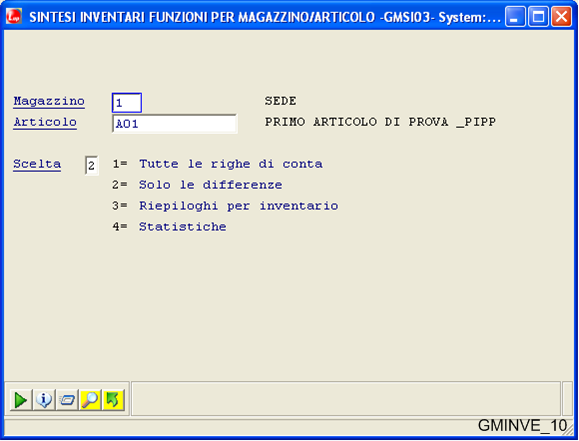 SINTESI INVENTARI FUNZIONI PER MAGAZZINO/ARTICOLO -GMSI03- System:...
Magazzino 1 SEDE
Articolo A01 PRIMO ARTICOLO DI PROVA _PIPP
Scelta 2 1= Tutte le righe di conta
2= Solo le differenze
3= Riepiloghi per inventario
4= Statistiche
GMINVE_10